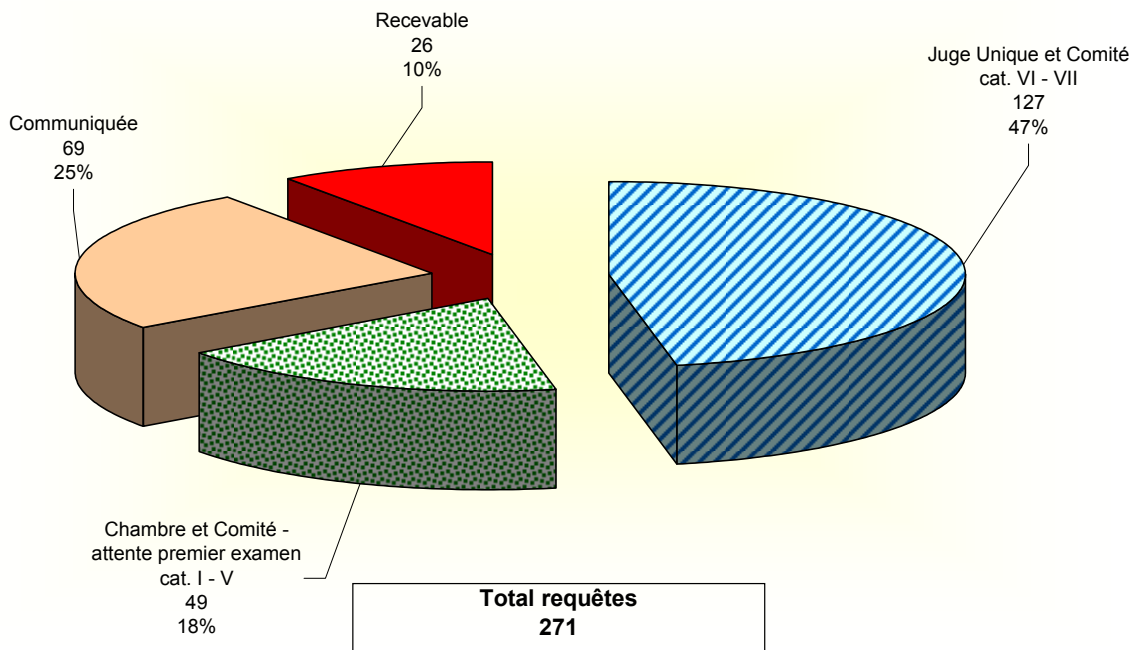 Recevable
26
10%
Juge Unique et Comité
cat. VI - VII
127
47%
Communiquée
69
25%
Chambre et Comité -
attente premier examen
cat. I - V
49
18%
Total requêtes
271